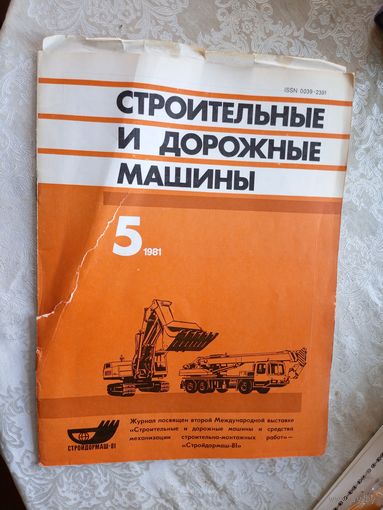 ISSN 0039-2391
СТРОИТЕЛЬНЫЕ
И ДОРОЖНЫЕ
МАШИНЫ
5 1981
СТРОЙДОРМАШ-81
Журнал посвящен второй Международной выставке
«Строительные и дорожные машины и средства
механизации строительно-монтажных работ» —
«Стройдормаш-81»